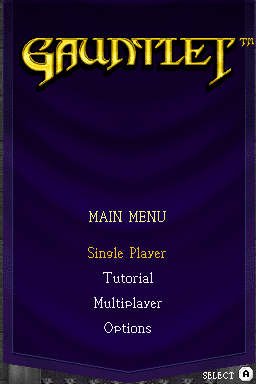 GAUNTLET™
MAIN MENU
Single Player
Tutorial
Multiplayer
Options
SELECT A